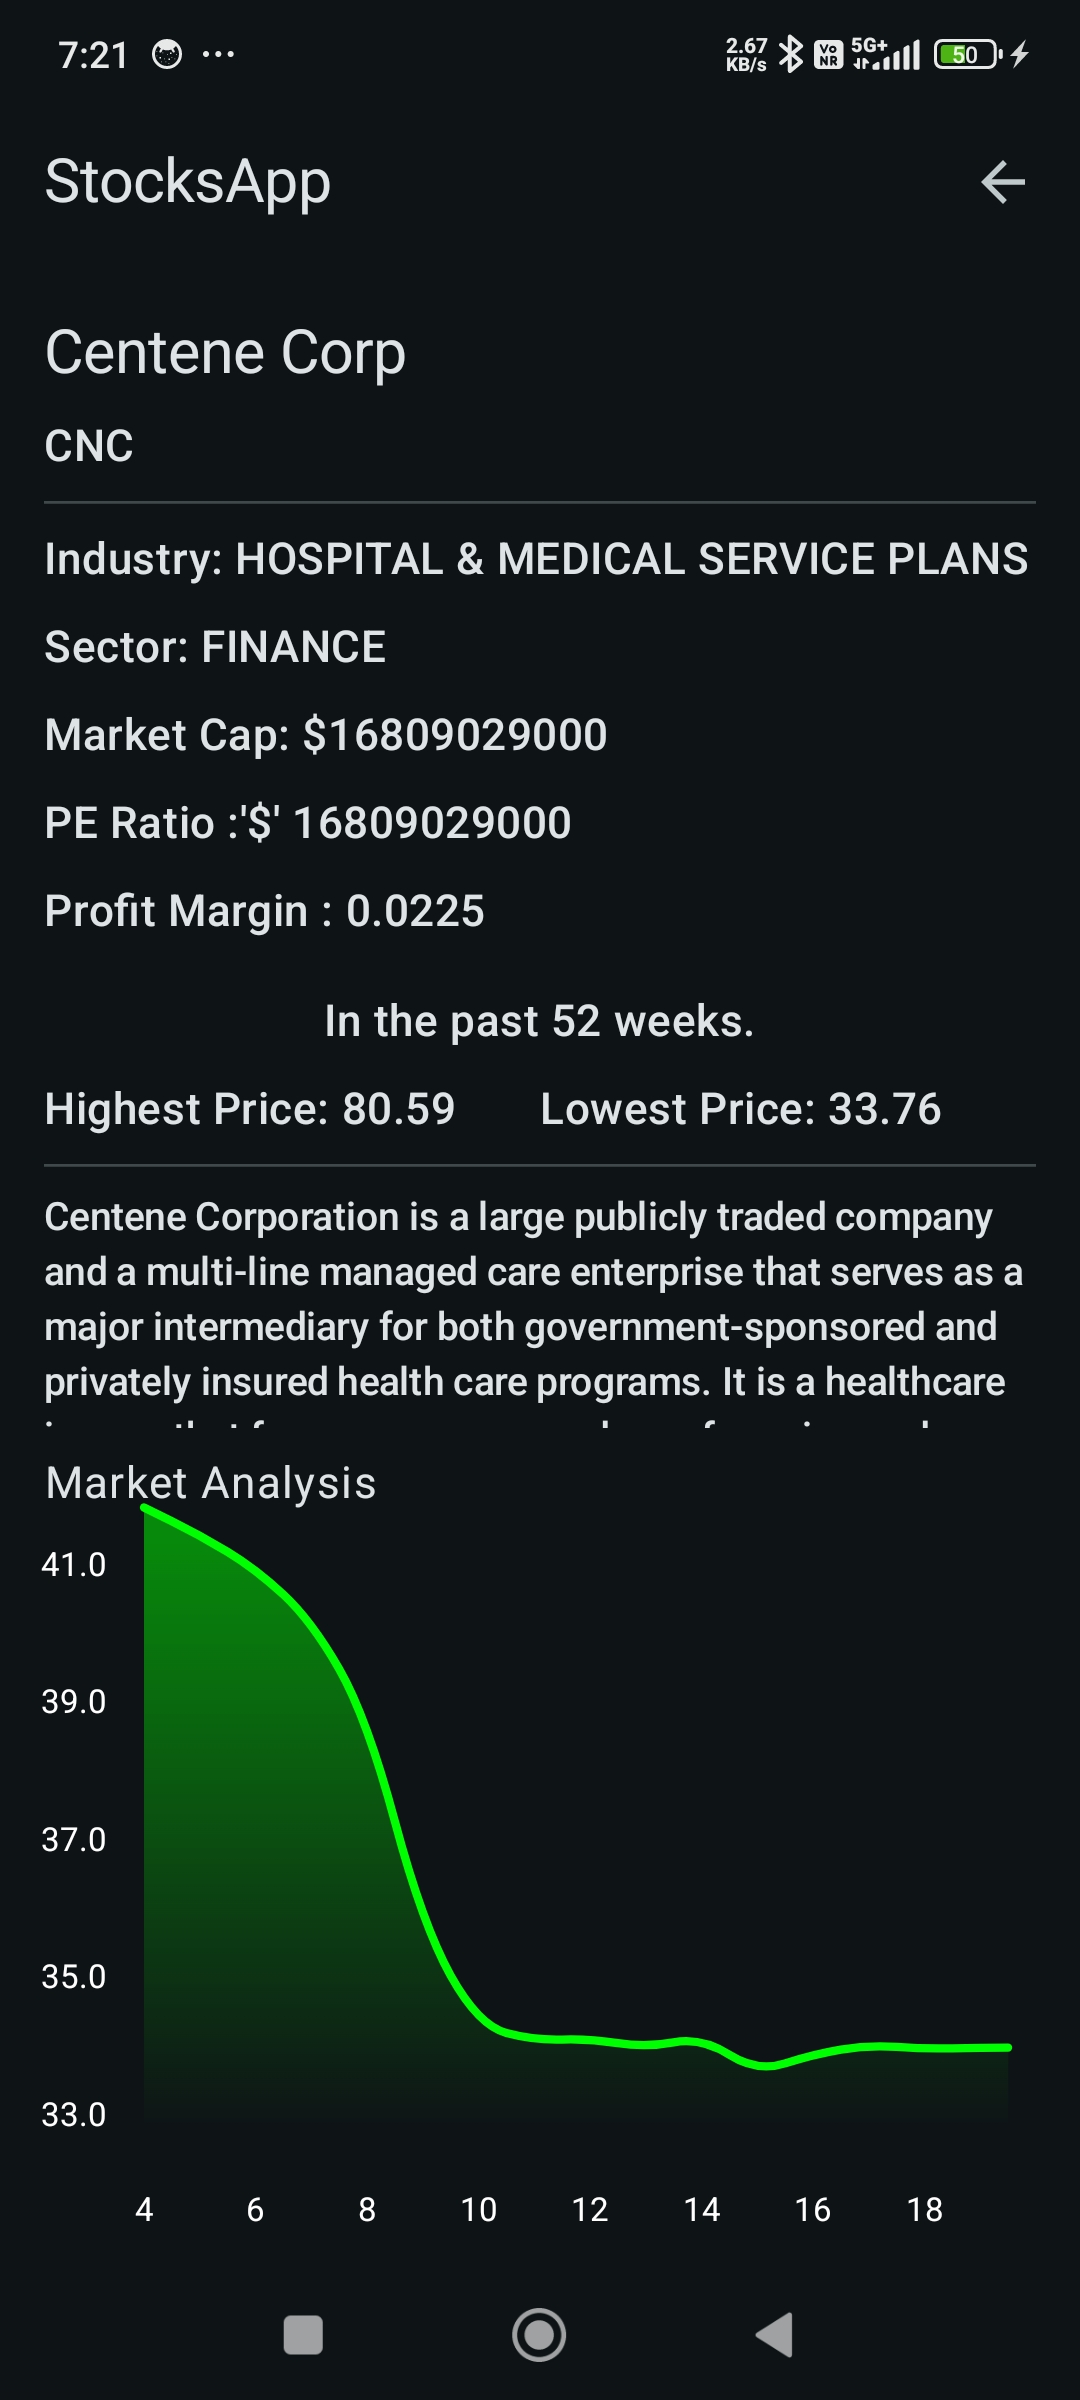 7:21 ...
2.67 KB/s Vo NR 5G+ 50
StocksApp
Centene Corp
CNC
Industry: HOSPITAL & MEDICAL SERVICE PLANS
Sector: FINANCE
Market Cap: $16809029000
PE Ratio :'$' 16809029000
Profit Margin : 0.0225
In the past 52 weeks.
Highest Price: 80.59 Lowest Price: 33.76
Centene Corporation is a large publicly traded company
and a multi-line managed care enterprise that serves as a
major intermediary for both government-sponsored and
privately insured health care programs. It is a healthcare
Market Analysis
41.0
39.0
37.0
35.0
33.0
4 6 8 10 12 14 16 18